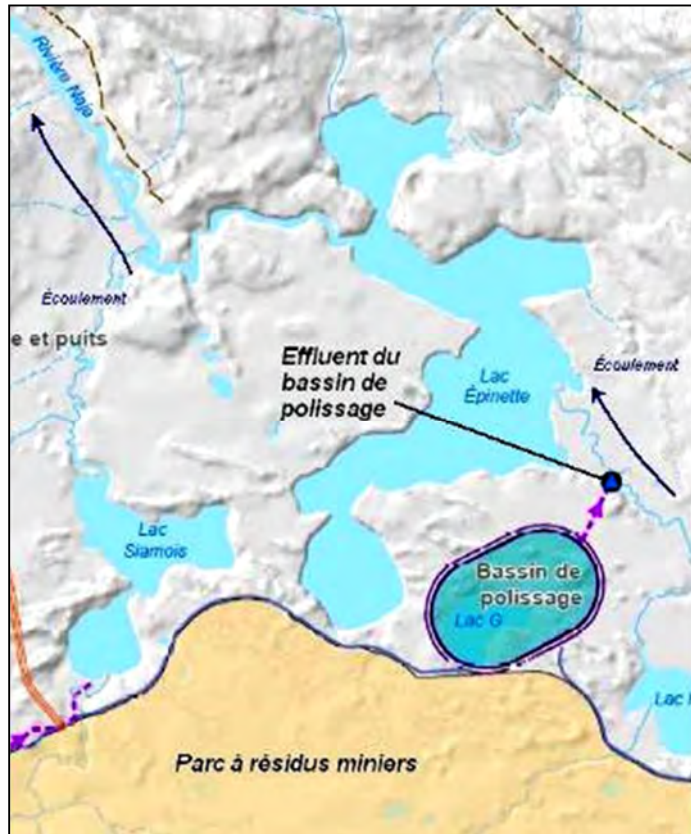 Rivière Noje
Écoulement
e et puits
Effluent du
bassin de
polissage
Lac
Épinette
Écoulement
Lac
Siamois
Bassin de
polissage
Lac G
Lac
Parc à résidus miniers